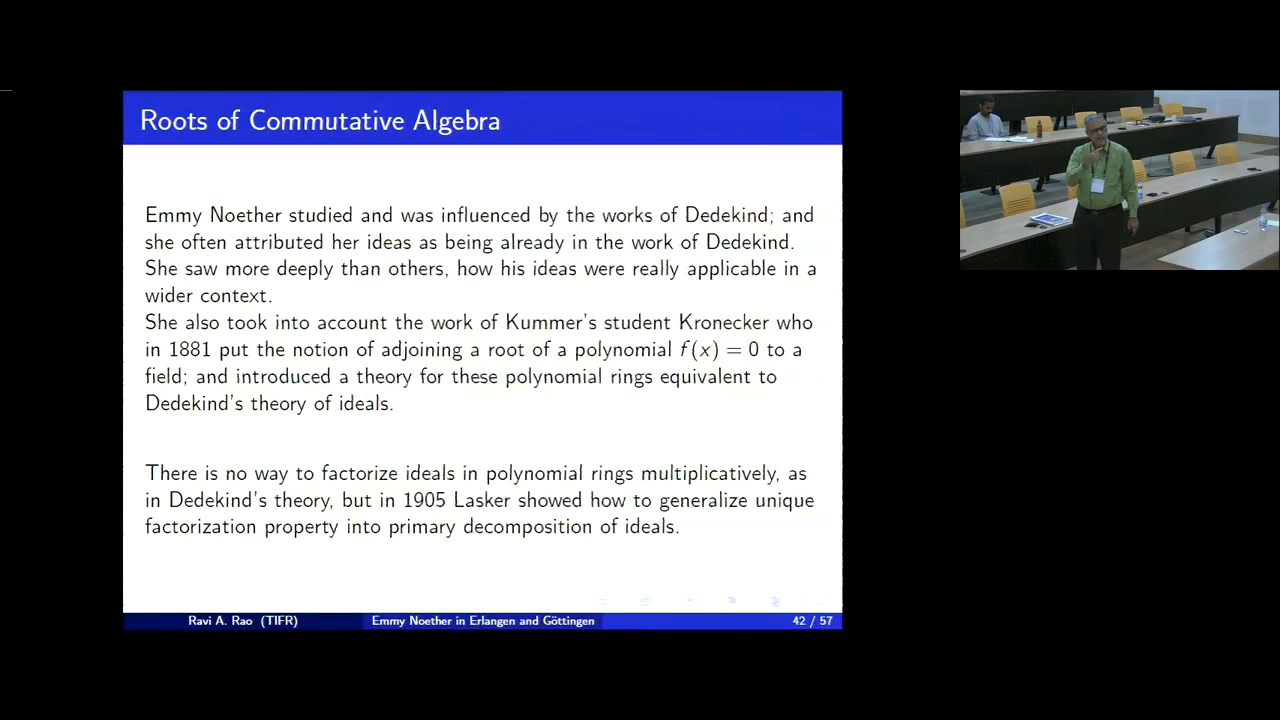 Roots of Commutative Algebra
Emmy Noether studied and was influenced by the works of Dedekind; and
she often attributed her ideas as being already in the work of Dedekind.
She saw more deeply than others, how his ideas were really applicable in a
wider context.
She also took into account the work of Kummer's student Kronecker who
in 1881 put the notion of adjoining a root of a polynomial f(x) = 0 to a
field; and introduced a theory for these polynomial rings equivalent to
Dedekind's theory of ideals.
There is no way to factorize ideals in polynomial rings multiplicatively, as
in Dedekind's theory, but in 1905 Lasker showed how to generalize unique
factorization property into primary decomposition of ideals.
Ravi A. Rao (TIFR) Emmy Noether in Erlangen and Göttingen 42 / 57